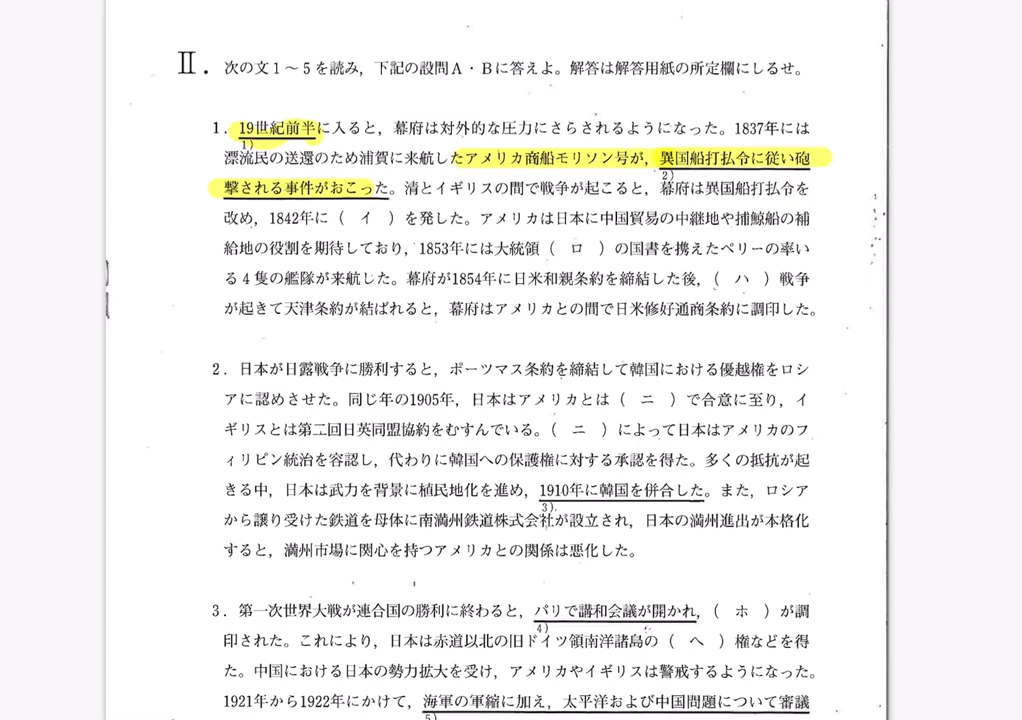 Ⅱ．次の文1～5を読み，下記の設問A・Bに答えよ。解答は解答用紙の所定欄にしるせ。
1．19世紀前半に入ると，幕府は対外的な圧力にさらされるようになった。1837年には
1)
漂流民の送還のため浦賀に来航したアメリカ商船モリソン号が，異国船打払令に従い砲
2)
撃される事件がおこった。清とイギリスの間で戦争が起こると，幕府は異国船打払令を
改め，1842年に（　イ　）を発した。アメリカは日本に中国貿易の中継地や捕鯨船の補
給地の役割を期待しており，1853年には大統領（　ロ　）の国書を携えたペリーの率い
る4隻の艦隊が来航した。幕府が1854年に日米和親条約を締結した後，（　ハ　）戦争
が起きて天津条約が結ばれると，幕府はアメリカとの間で日米修好通商条約に調印した。
2．日本が日露戦争に勝利すると，ポーツマス条約を締結して韓国における優越権をロシ
アに認めさせた。同じ年の1905年，日本はアメリカとは（　ニ　）で合意に至り，イ
ギリスとは第二回日英同盟協約をむすんでいる。（　ニ　）によって日本はアメリカのフ
ィリピン統治を容認し，代わりに韓国への保護権に対する承認を得た。多くの抵抗が起
きる中，日本は武力を背景に植民地化を進め，1910年に韓国を併合した。また，ロシア
3)
から譲り受けた鉄道を母体に南満州鉄道株式会社が設立され，日本の満州進出が本格化
すると，満州市場に関心を持つアメリカとの関係は悪化した。
3．第一次世界大戦が連合国の勝利に終わると，パリで講和会議が開かれ，（　ホ　）が調
4)
印された。これにより，日本は赤道以北の旧ドイツ領南洋諸島の（　ヘ　）権などを得
た。中国における日本の勢力拡大を受け，アメリカやイギリスは警戒するようになった。
1921年から1922年にかけて，海軍の軍縮に加え，太平洋および中国問題について審議
5)